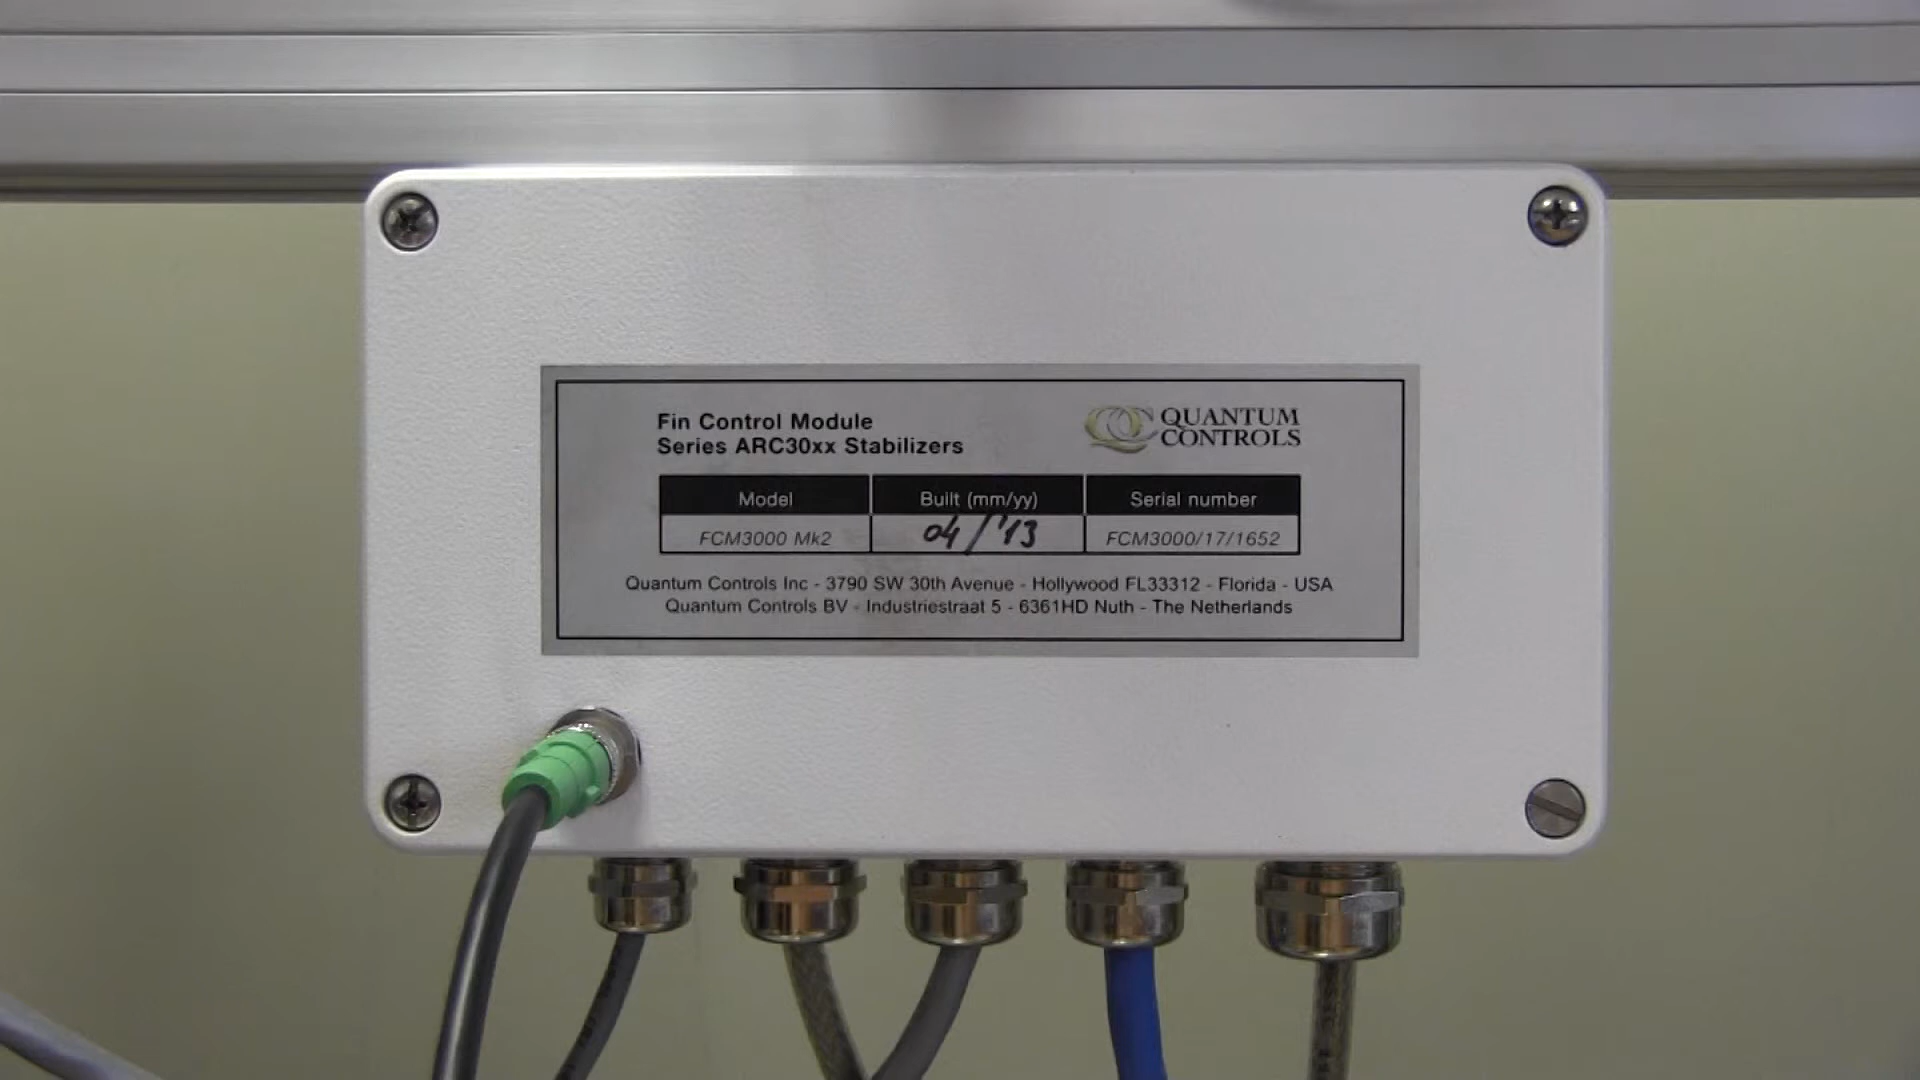 Fin Control Module
Series ARC30xx Stabilizers
QUANTUM
CONTROLS
Model Built (mm/yy) Serial number
FCM3000 Mk2 04/'13 FCM3000/17/1652
Quantum Controls Inc - 3790 SW 30th Avenue - Hollywood FL33312 - Florida - USA
Quantum Controls BV - Industriestraat 5 - 6361HD Nuth - The Netherlands